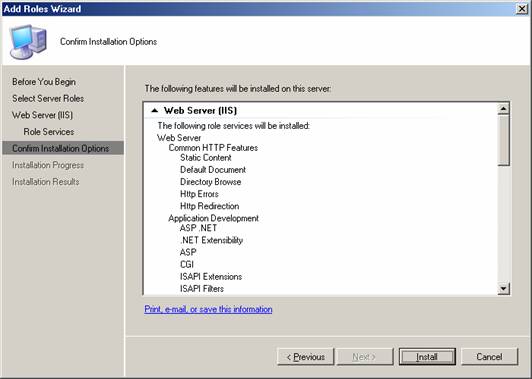 Add Roles Wizard
Confirm Installation Options
Before You Begin
Select Server Roles
Web Server (IIS)
Role Services
Confirm Installation Options
Installation Progress
Installation Results
The following features will be installed on this server:
Web Server (IIS)
The following role services will be installed:
Web Server
Common HTTP Features
Static Content
Default Document
Directory Browse
Http Errors
Http Redirection
Application Development
ASP .NET
.NET Extensibility
ASP
CGI
ISAPI Extensions
ISAPI Filters
Print, e-mail, or save this information
< Previous
Next >
Install
Cancel